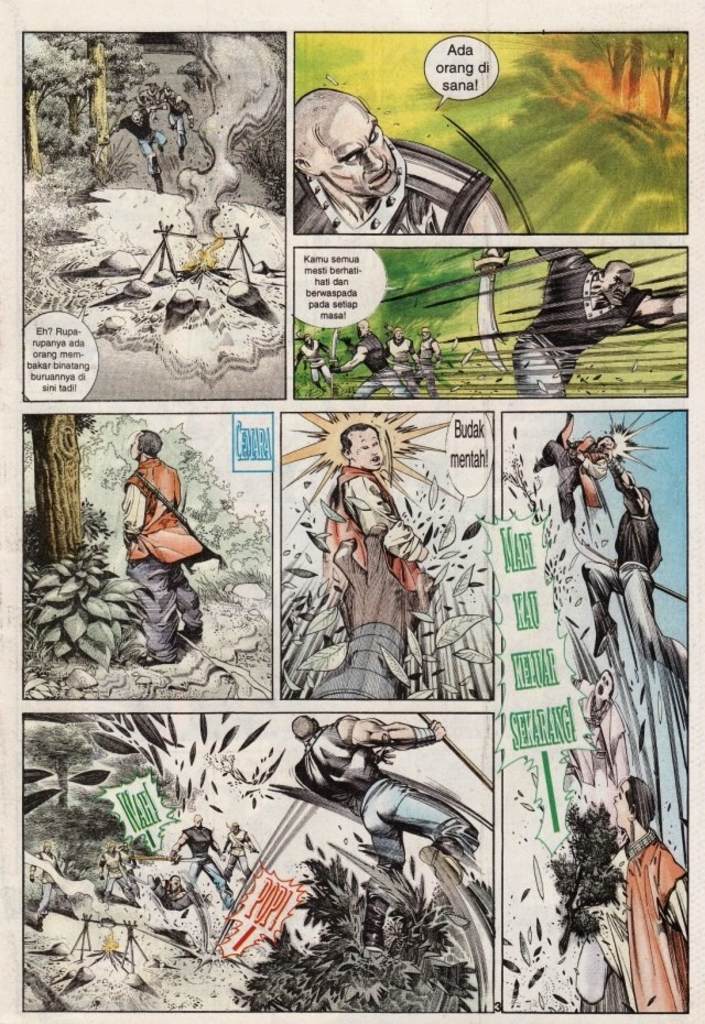 Eh? Rupa-
rupanya ada
orang mem-
bakar binatang
buruannya di
sini tadi!
Ada
orang di
sana!
Kamu semua
mesti berhati-
hati dan
berwaspada
pada setiap
masa!
CEMARA
Budak
mentah!
MARI
KAU
KELUAR
SEKARANG!
MARI!
POP!
3